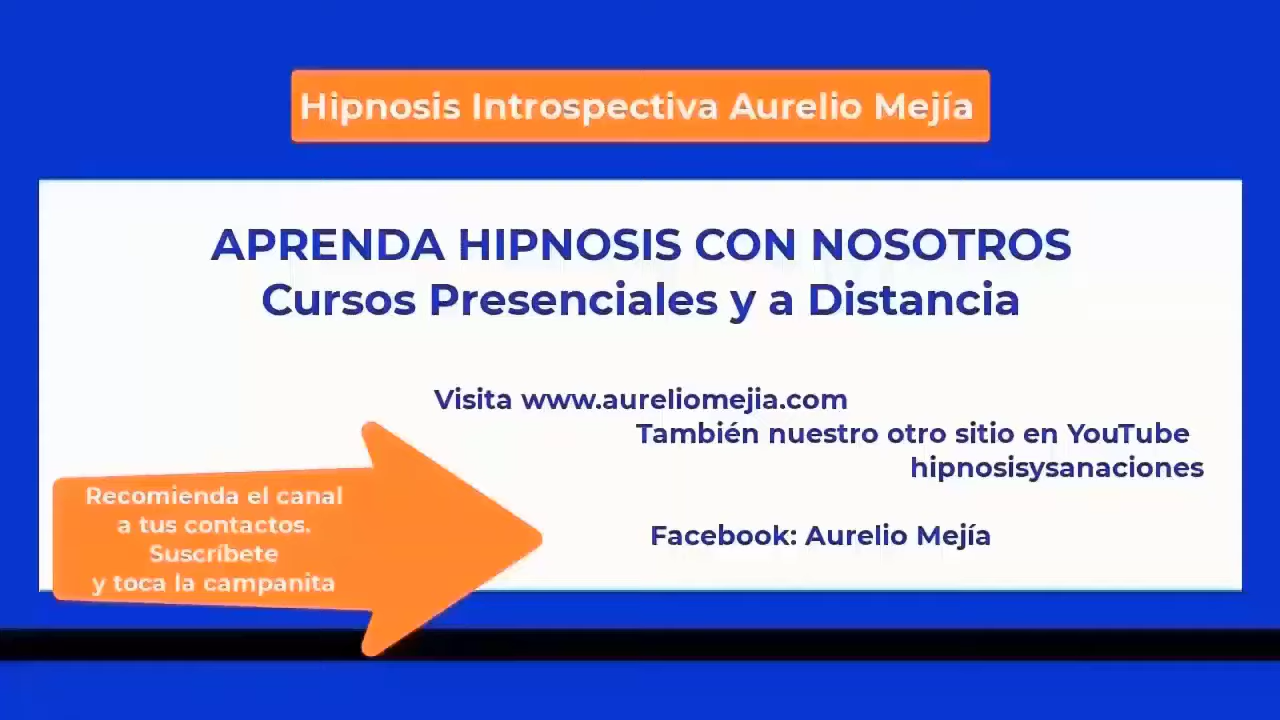 Hipnosis Introspectiva Aurelio Mejía
APRENDA HIPNOSIS CON NOSOTROS
Cursos Presenciales y a Distancia
Visita www.aureliomejia.com
También nuestro otro sitio en YouTube
hipnosisysanaciones
Facebook: Aurelio Mejía
Recomienda el canal
a tus contactos.
Suscríbete
y toca la campanita